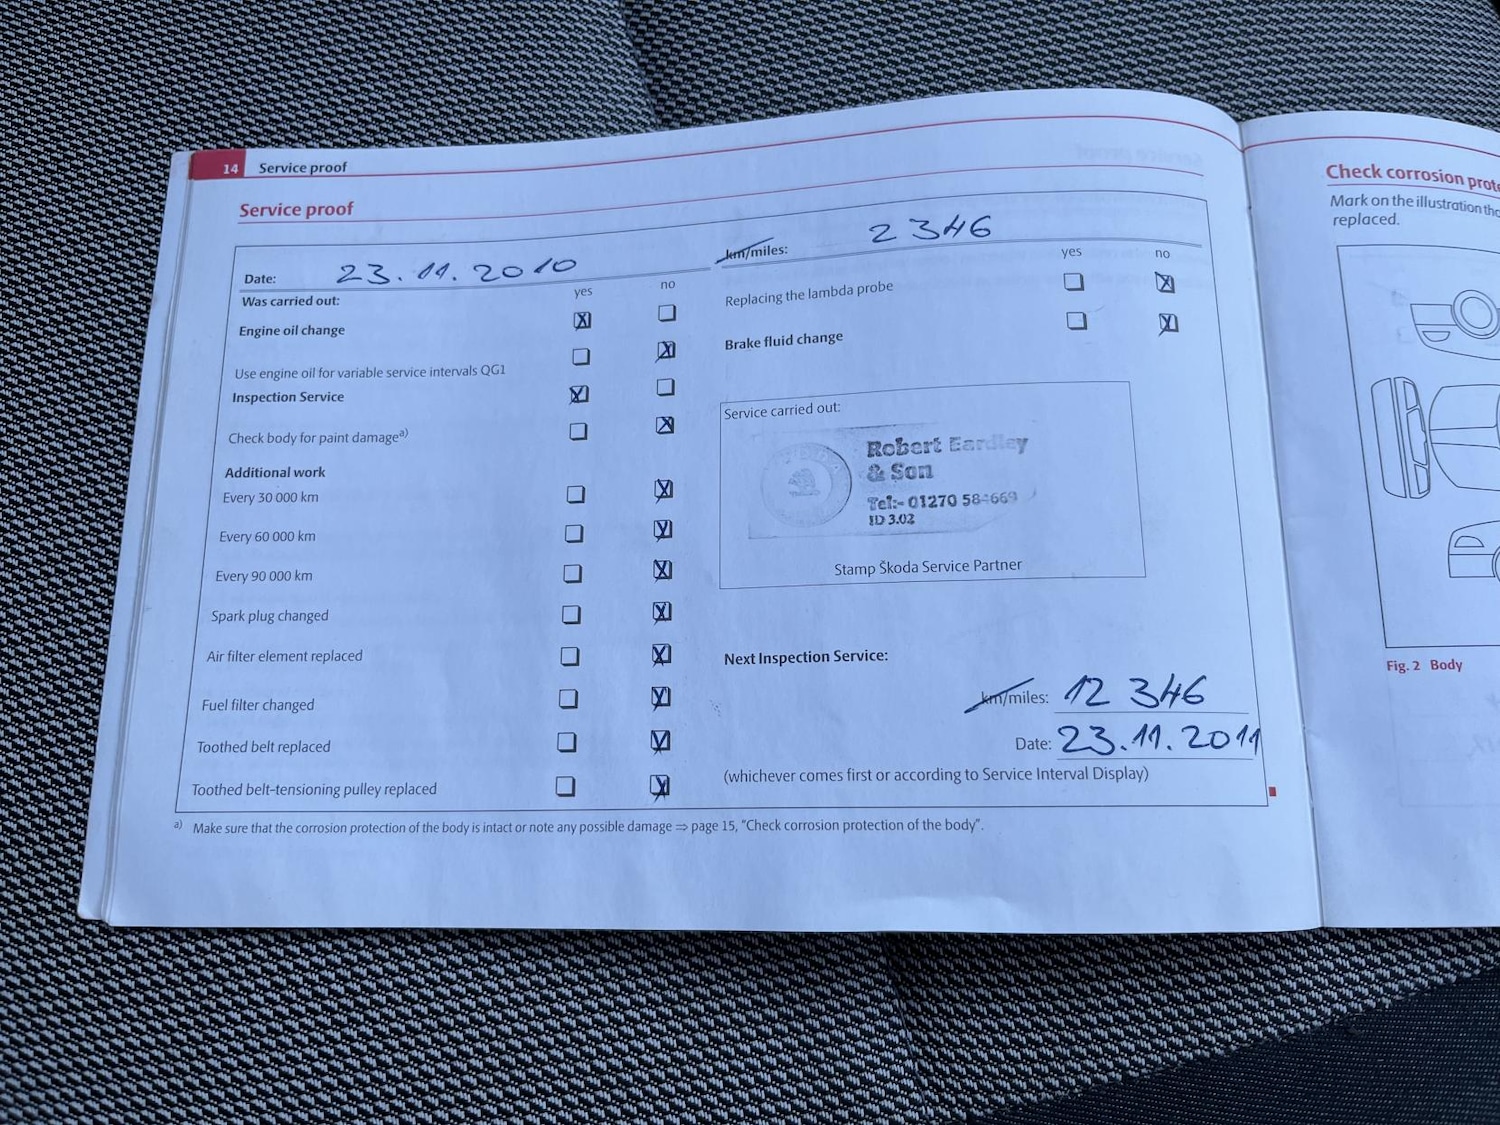 14 Service proof
Service proof
Date: 23.11.2010
km/miles: 2 346
Was carried out:
yes no
Engine oil change
Use engine oil for variable service intervals QG1
Inspection Service
Check body for paint damage a)
Additional work
Every 30 000 km
Every 60 000 km
Every 90 000 km
Spark plug changed
Air filter element replaced
Fuel filter changed
Toothed belt replaced
Toothed belt-tensioning pulley replaced
yes no
Replacing the lambda probe
Brake fluid change
Service carried out:
Robert Eardley
& Son
Tel:- 01270
ID 3.02
Stamp Škoda Service Partner
Next Inspection Service:
km/miles: 12 346
Date: 23.11.2011
(whichever comes first or according to Service Interval Display)
a) Make sure that the corrosion protection of the body is intact or note any possible damage ⇒ page 15, "Check corrosion protection of the body".
Check corrosion prote
Mark on the illustration
replaced.
Fig. 2 Body